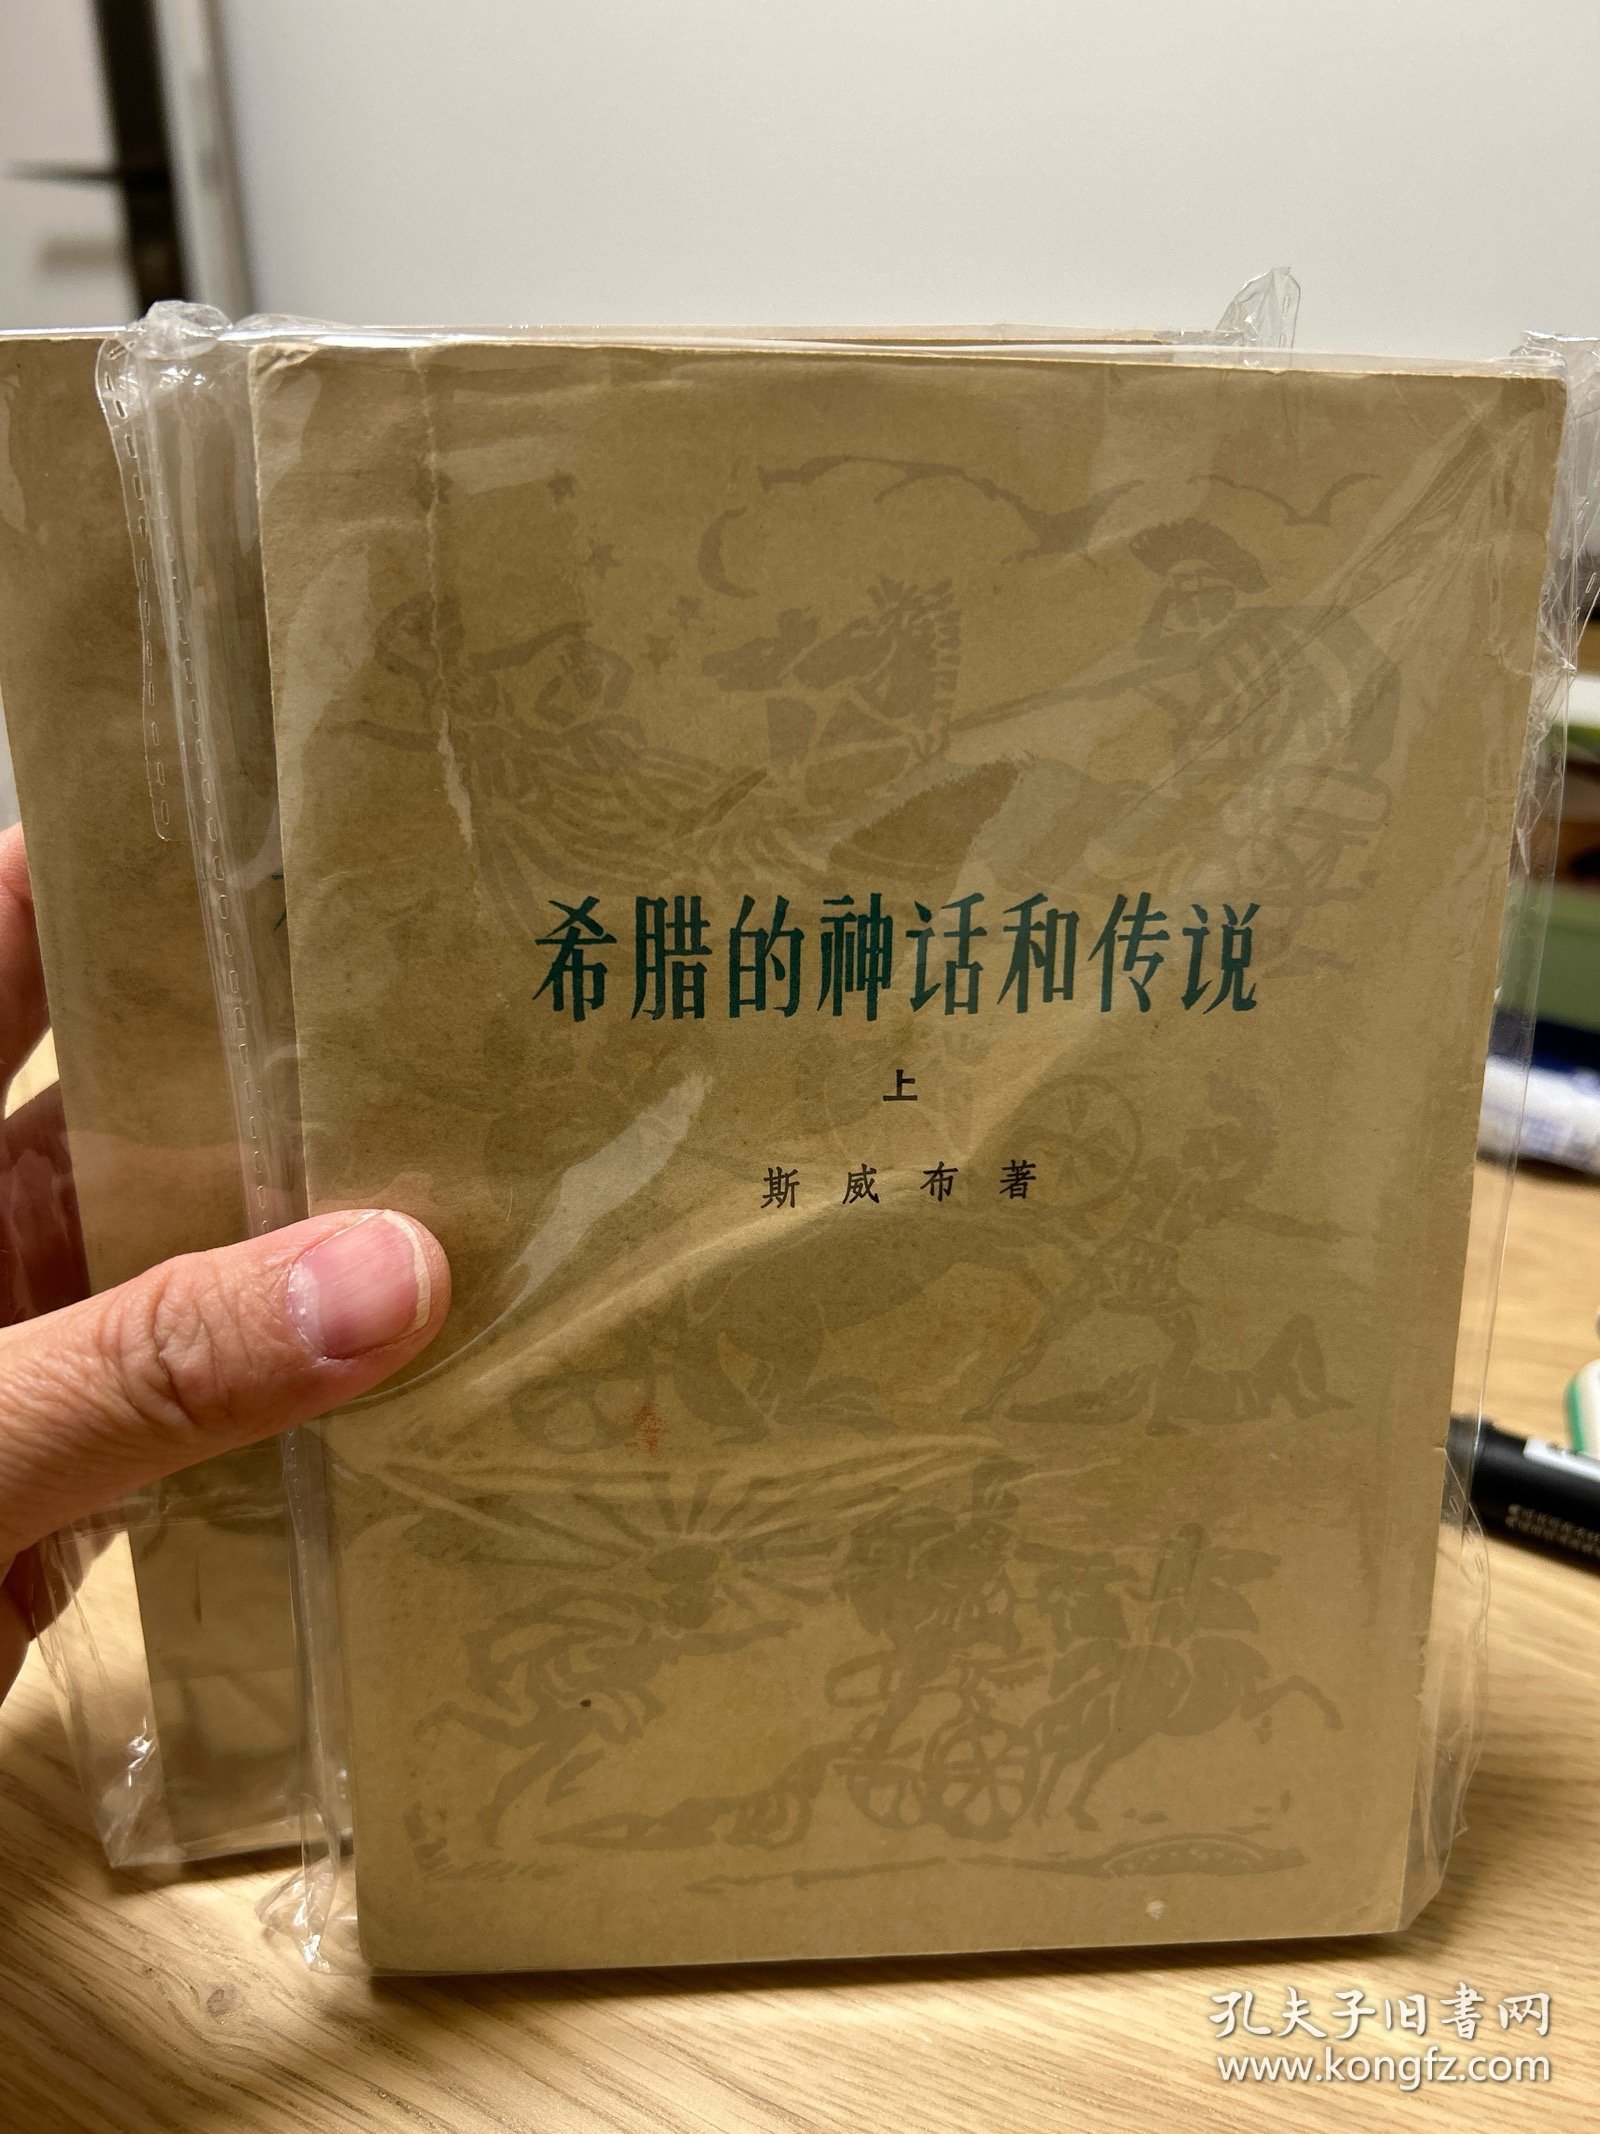 希腊的神话和传说
上
斯威布著
孔夫子旧书网
www.kongfz.com